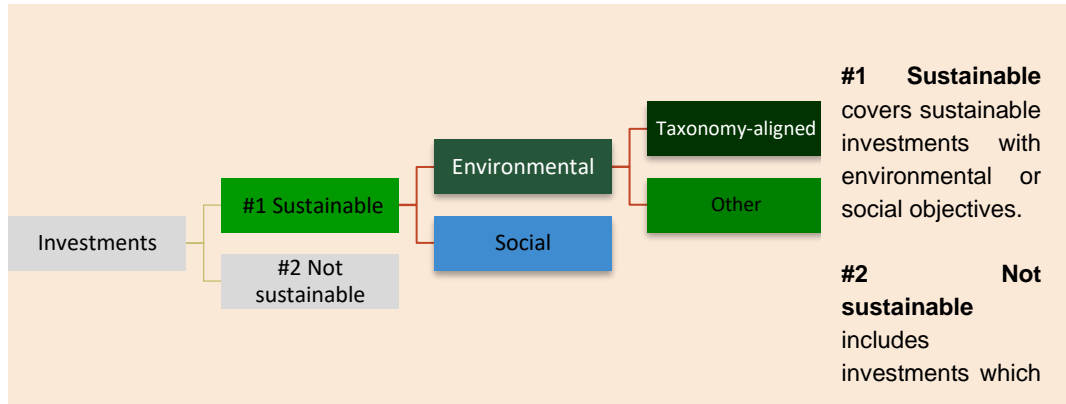 Investments
#1 Sustainable
#2 Not
sustainable
Environmental
Social
Taxonomy-aligned
Other
#1 Sustainable
covers sustainable
investments with
environmental or
social objectives.
#2 Not
sustainable
includes
investments which